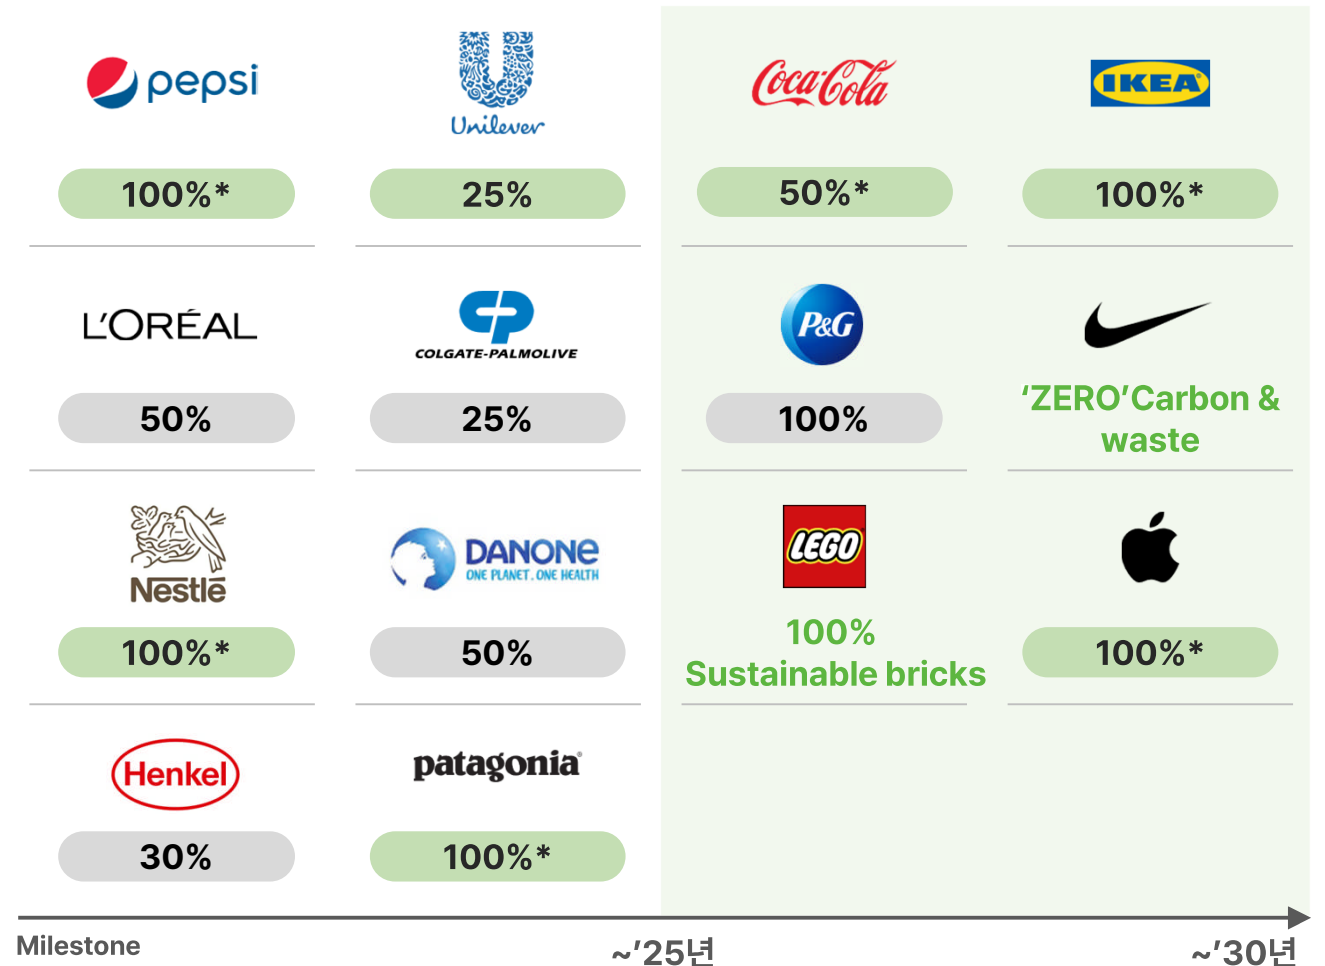 pepsi
Unilever
Coca-Cola
IKEA®
100%*
25%
50%*
100%*
L'ORÉAL
COLGATE-PALMOLIVE
P&G
50%
25%
100%
‘ZERO’Carbon &
waste
Nestlé
DANONE
ONE PLANET. ONE HEALTH
LEGO
100%*
50%
100%
Sustainable bricks
100%*
Henkel
patagonia®
30%
100%*
Milestone
~’25년
~’30년